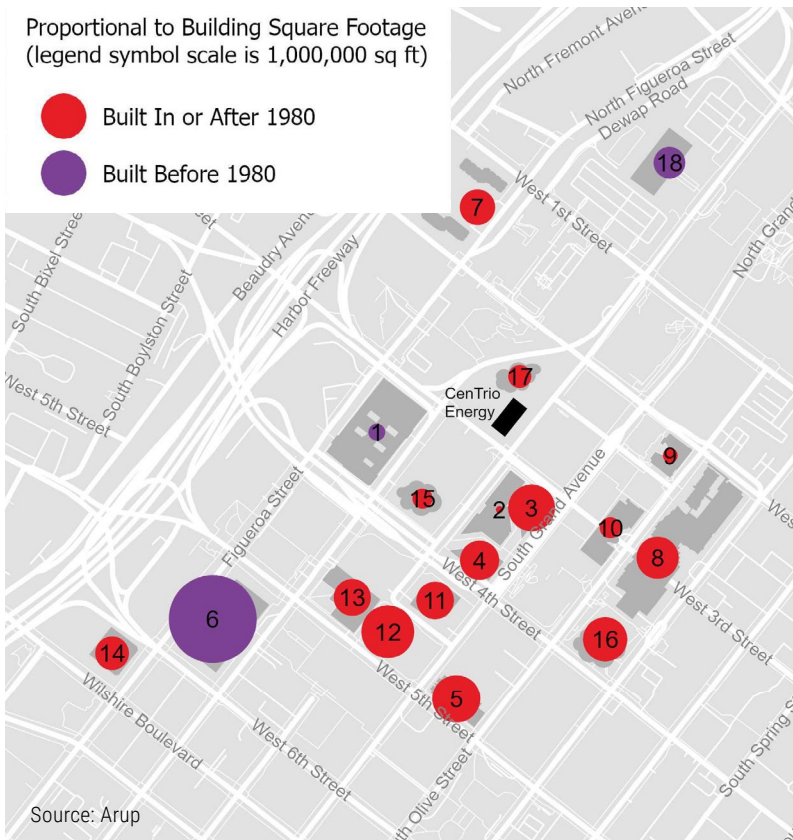 Proportional to Building Square Footage
(legend symbol scale is 1,000,000 sq ft)
Built In or After 1980
Built Before 1980
North Fremont Avenu
North Figueroa Street
Dewap Road
18
7
West 1st Street
North Grand
South Bixel Street
South Boylston Street
Street
Beaudry Avenu
Harbor Freeway
West 5th Street
17
CenTrio
Energy
1
9
15
2
3
South Grand Avenue
10
8
4
West 4th Street
West 3rd Street
Figueroa Street
13
11
12
6
16
14
5
West 5th Street
Wilshire Boulevard
West 6th Street
South Spring S
uth Olive Street
Source: Arup